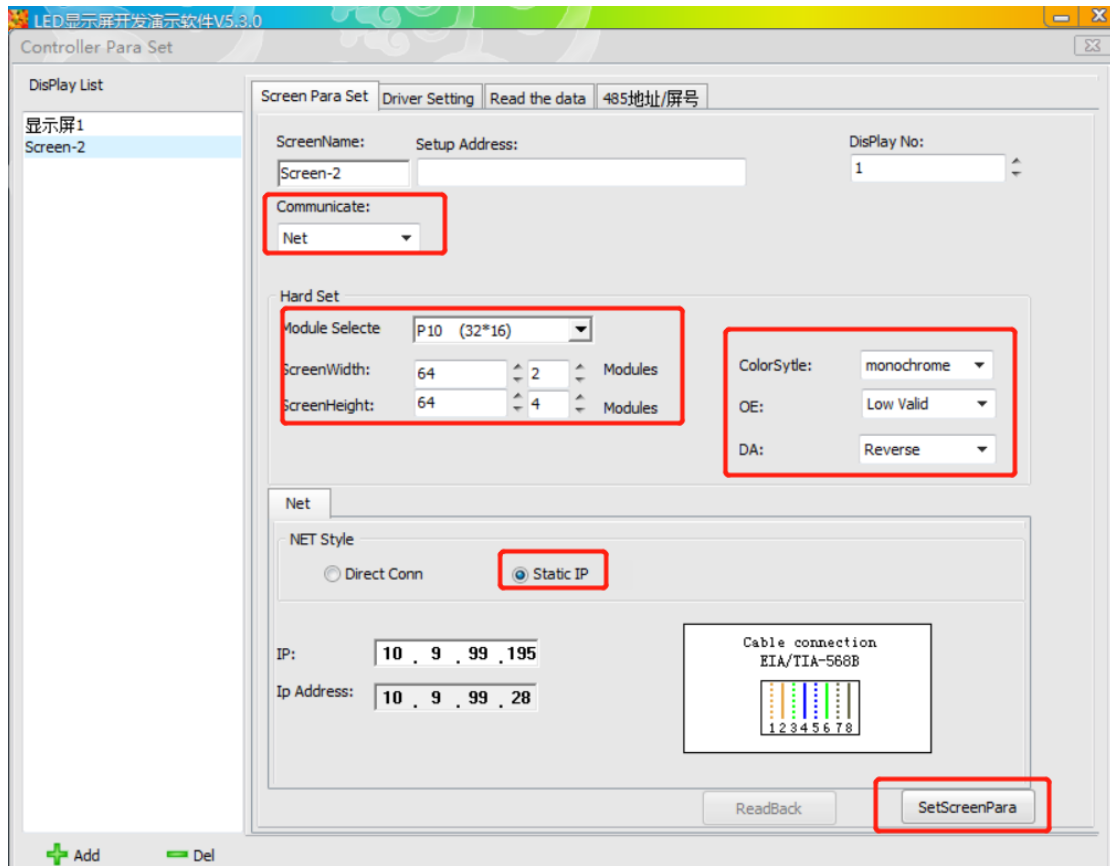 LED显示屏开发演示软件V5.3.0
Controller Para Set
DisPlay List
显示屏1
Screen-2
Screen Para Set Driver Setting Read the data 485地址/屏号
ScreenName: Setup Address: DisPlay No:
Screen-2 1
Communicate:
Net
Hard Set
Module Selecte P10 (32*16)
ScreenWidth: 64 2 Modules
ScreenHeight: 64 4 Modules
ColorSytle: monochrome
OE: Low Valid
DA: Reverse
Net
NET Style
Direct Conn Static IP
IP: 10 . 9 . 99 . 195
Ip Address: 10 . 9 . 99 . 28
Cable connection
EIA/TIA-568B
12345678
ReadBack SetScreenPara
Add Del